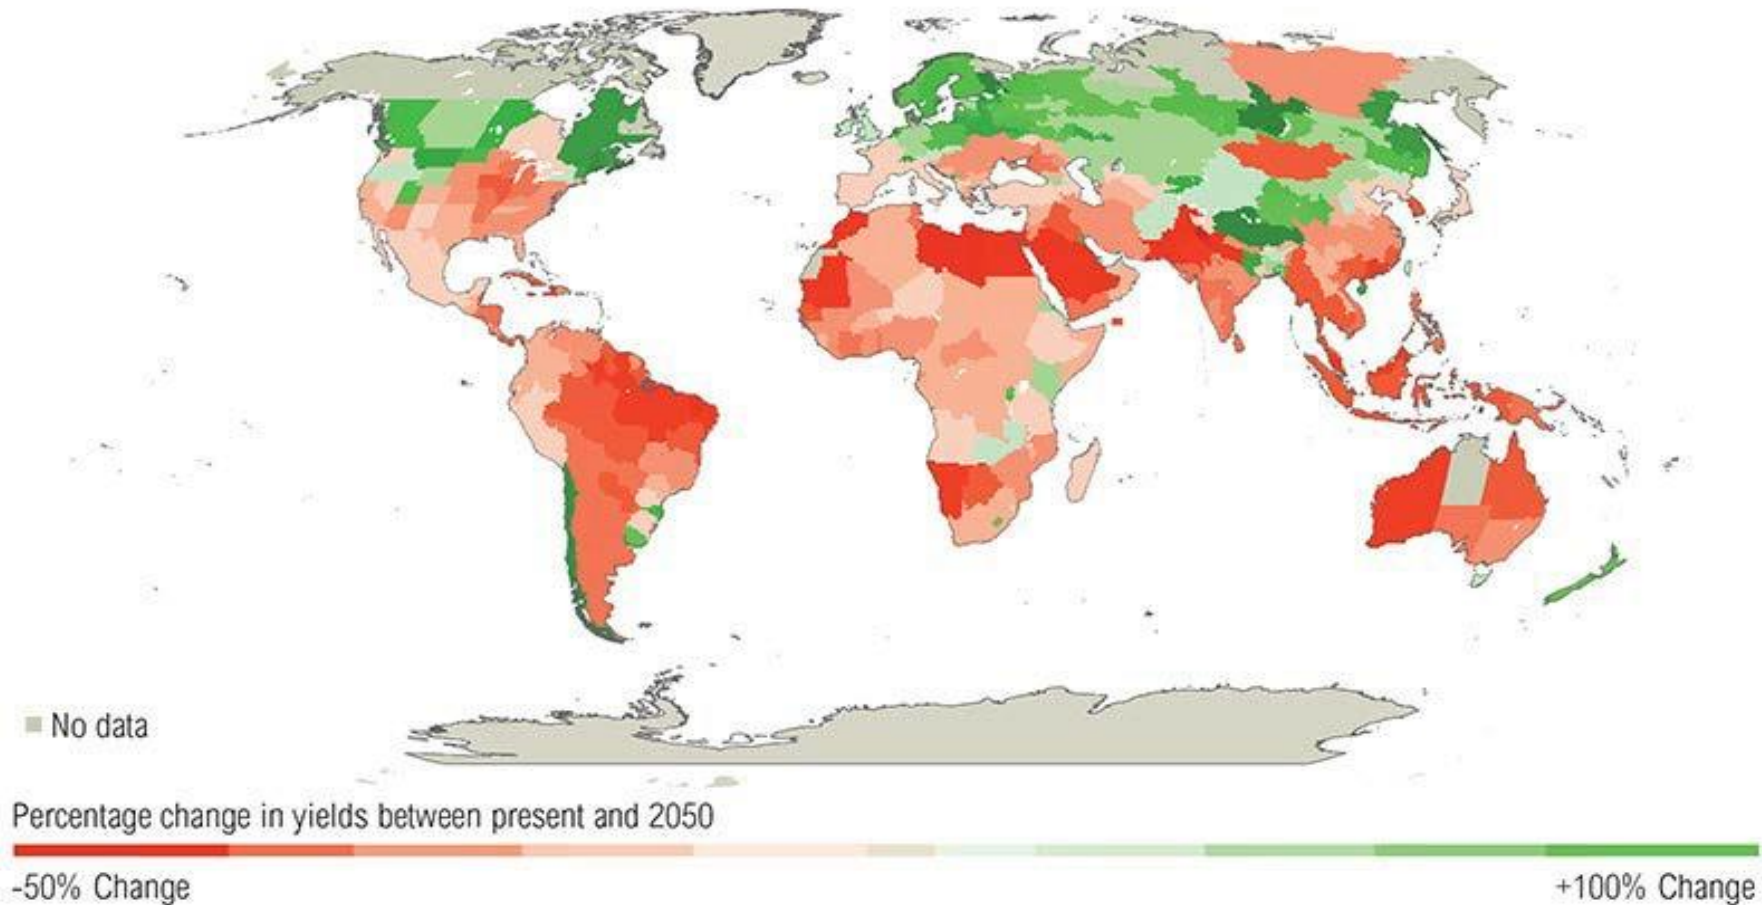 No data
Percentage change in yields between present and 2050
-50% Change
+100% Change